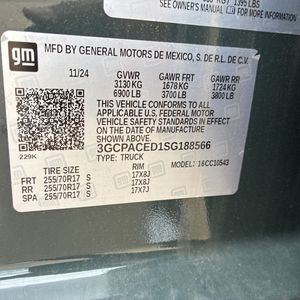 1395 LBS
SEE OWNER'S MANUAL FOR
gm
MFD BY GENERAL MOTORS DE MEXICO, S. DE R.L. DE C.V.
11/24 GVWR GAWR FRT GAWR RR
3130 KG 1678 KG 1724 KG
6900 LB 3700 LB 3800 LB
THIS VEHICLE CONFORMS TO ALL
APPLICABLE U.S. FEDERAL MOTOR
VEHICLE SAFETY STANDARDS IN
EFFECT ON THE DATE OF
MANUFACTURE SHOWN ABOVE.
3GCPACED1SG188566
229K TYPE: TRUCK
MODEL: 16CC10543
TIRE SIZE RIM
FRT 255/70R17 S 17X8J
RR 255/70R17 S 17X8J
SPA 255/70R17 S 17X7J